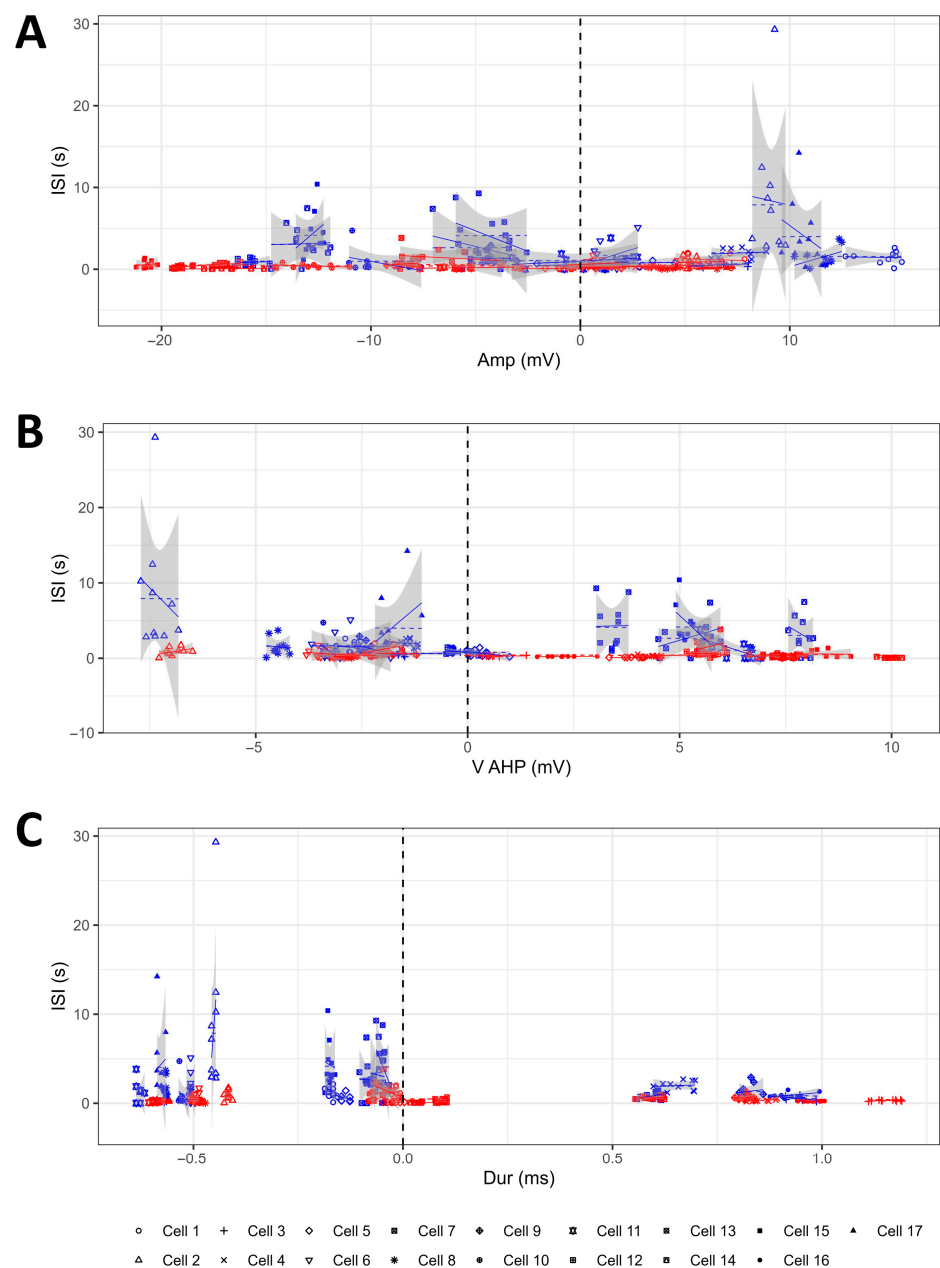 A
30
20
10
0
ISI (s)
−20 −10 0 10
Amp (mV)
B
30
20
10
0
−10
ISI (s)
−5 0 5 10
V AHP (mV)
C
30
20
10
0
ISI (s)
−0.5 0.0 0.5 1.0
Dur (ms)
Cell 1 Cell 3 Cell 5 Cell 7 Cell 9 Cell 11 Cell 13 Cell 15 Cell 17
Cell 2 Cell 4 Cell 6 Cell 8 Cell 10 Cell 12 Cell 14 Cell 16